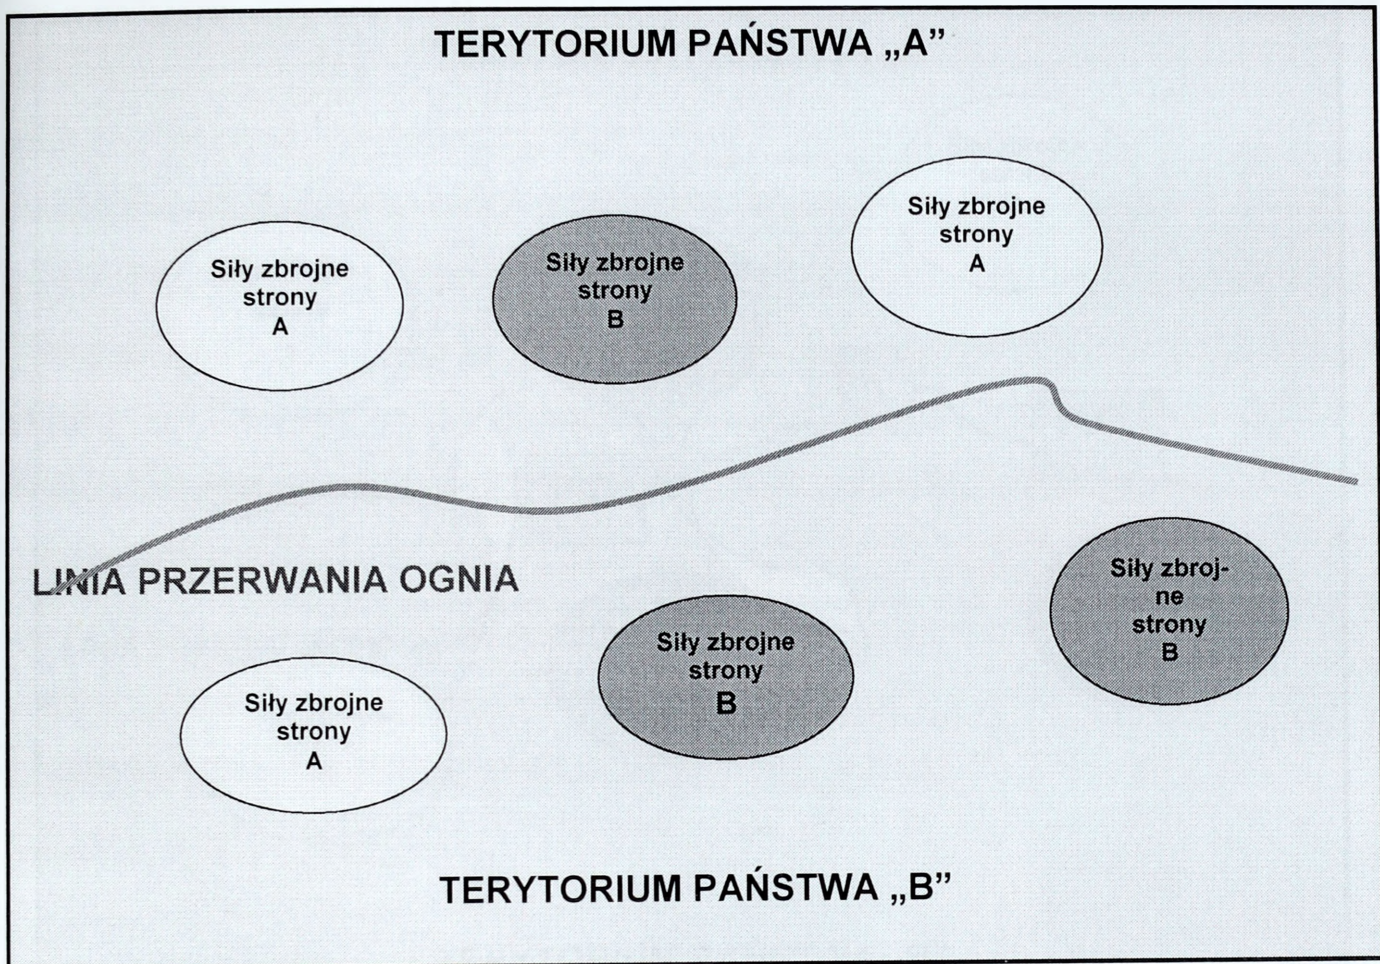 TERYTORIUM PAŃSTWA „A”
Siły zbrojne
strony
A
Siły zbrojne
strony
B
Siły zbrojne
strony
A
LINIA PRZERWANIA OGNIA
Siły zbrojne
strony
A
Siły zbrojne
strony
B
Siły zbroj-
ne
strony
B
TERYTORIUM PAŃSTWA „B”